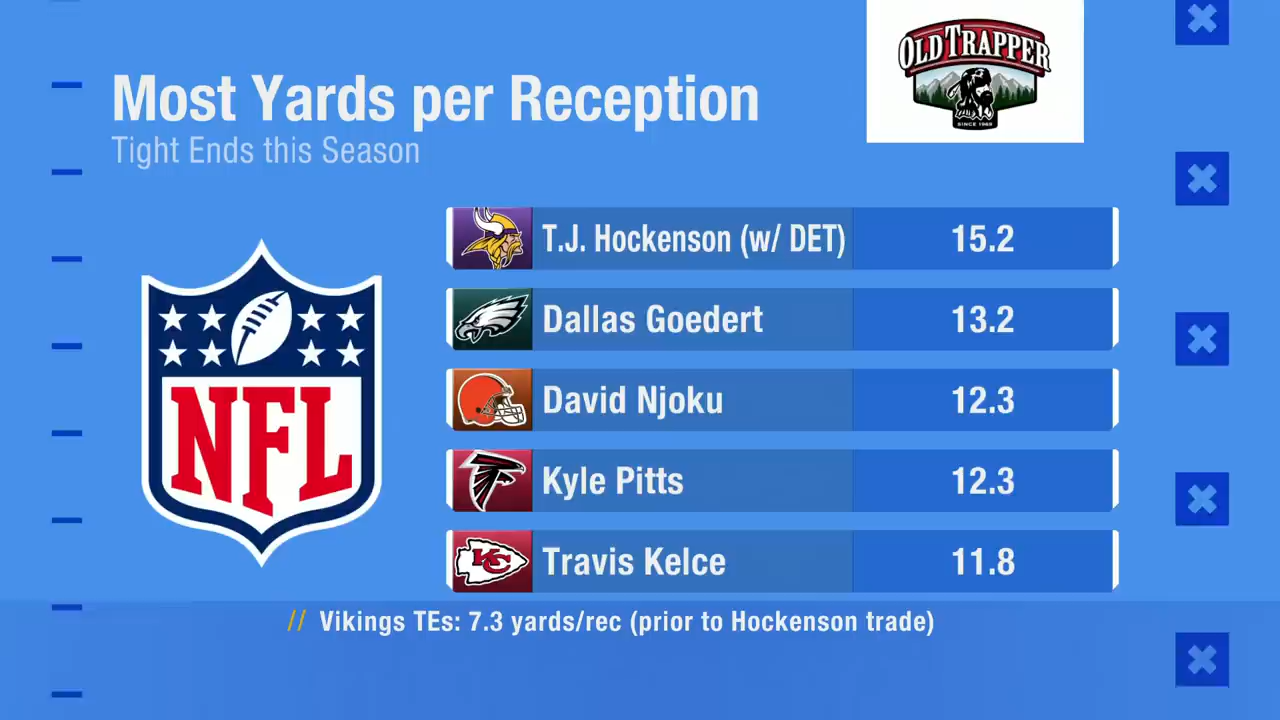 Most Yards per Reception
Tight Ends this Season
OLD TRAPPER
SINCE 1969
NFL
T.J. Hockenson (w/ DET) 15.2
Dallas Goedert 13.2
David Njoku 12.3
Kyle Pitts 12.3
KC Travis Kelce 11.8
// Vikings TEs: 7.3 yards/rec (prior to Hockenson trade)